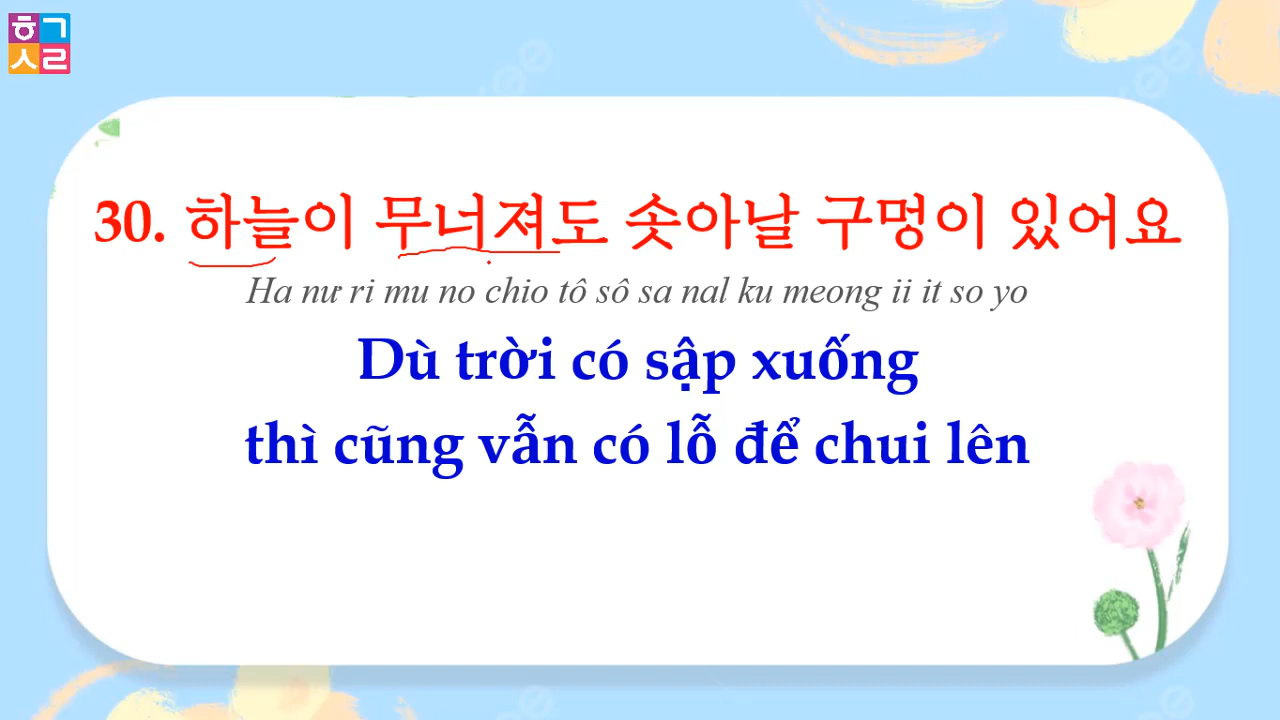 ㅎㄱ
ㅅㄹ
30. 하늘이 무너져도 솟아날 구멍이 있어요
Ha nư ri mu no chio tô sô sa nal ku meong ii it so yo
Dù trời có sập xuống
thì cũng vẫn có lỗ để chui lên